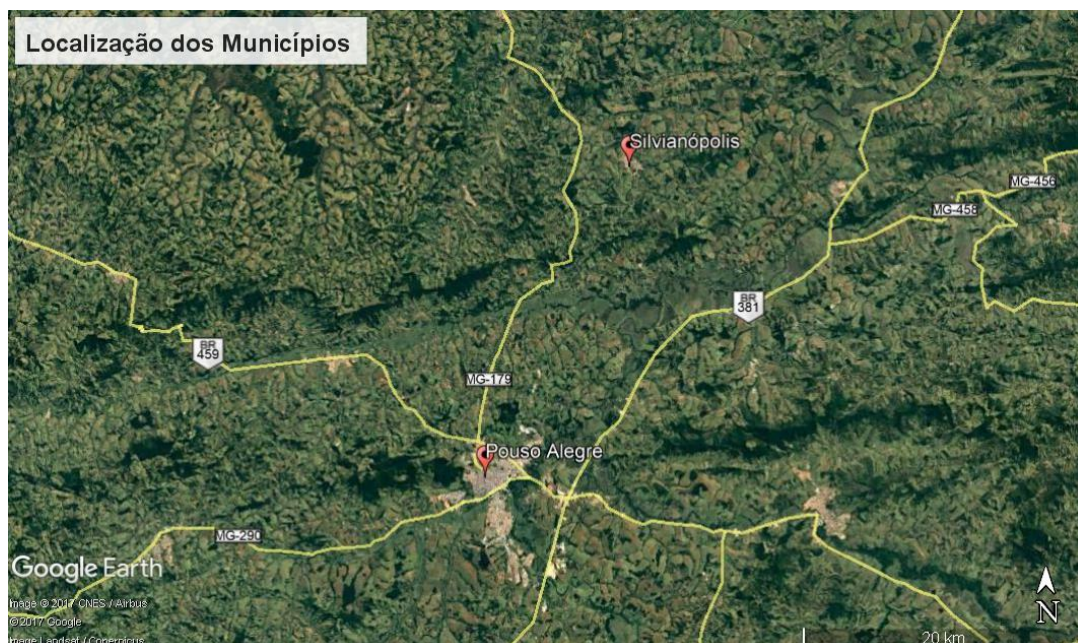 Localização dos Municípios
Silvianópolis
MG-456
MG-458
BR
381
BR
459
MG-179
Pouso Alegre
MG-290
Google Earth
Image © 2017 CNES / Airbus
© 2017 Google
Image Landsat / Copernicus
20 km
N